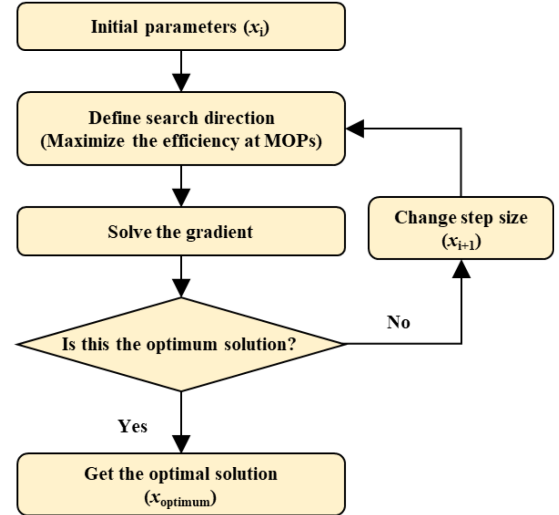 Initial parameters (xᵢ)
Define search direction
(Maximize the efficiency at MOPs)
Solve the gradient
Change step size
(xᵢ₊₁)
Is this the optimum solution?
No
Yes
Get the optimal solution
(x_optimum)